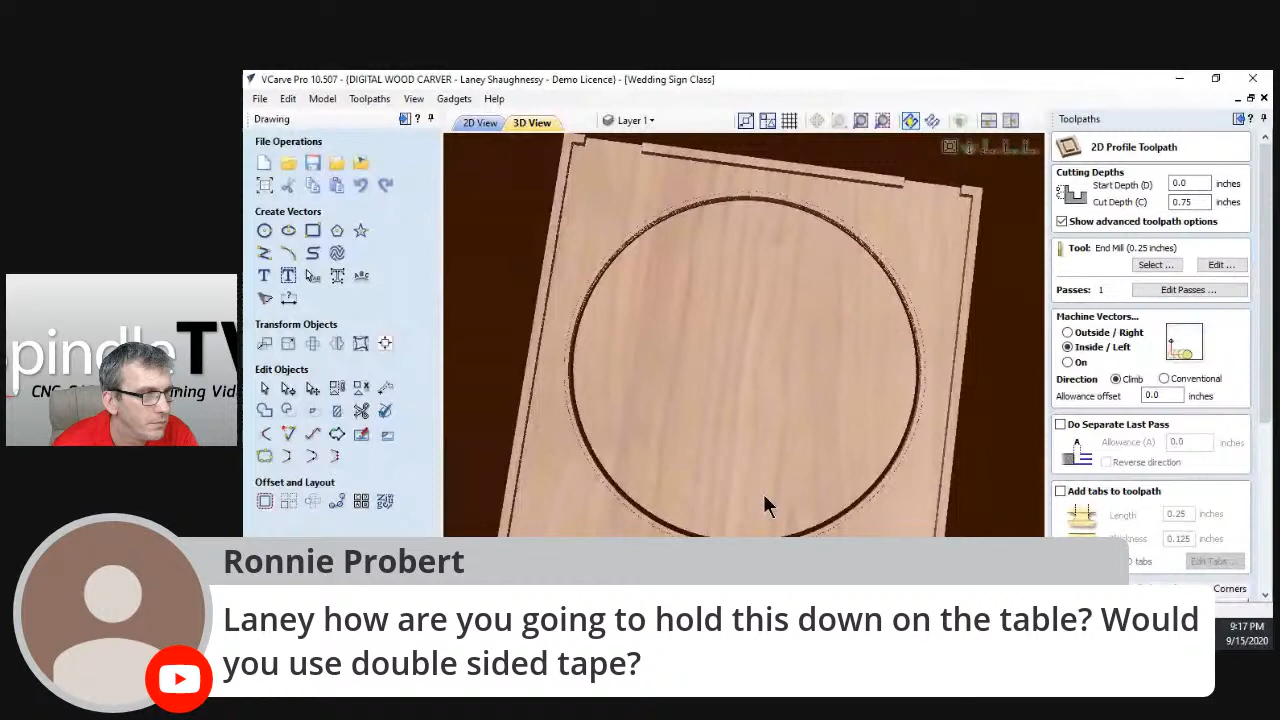 VCarve Pro 10.507 - {DIGITAL WOOD CARVER - Laney Shaughnessy - Demo Licence} - [Wedding Sign Class]
File Edit Model Toolpaths View Gadgets Help
Drawing
2D View 3D View Layer 1
Toolpaths
File Operations
Create Vectors
Transform Objects
Edit Objects
Offset and Layout
2D Profile Toolpath
Cutting Depths
Start Depth (D) 0.0 inches
Cut Depth (C) 0.75 inches
Show advanced toolpath options
Tool: End Mill (0.25 inches)
Select ... Edit ...
Passes: 1 Edit Passes ...
Machine Vectors...
Outside / Right
Inside / Left
On
Direction Climb Conventional
Allowance offset 0.0 inches
Do Separate Last Pass
Allowance (A) 0.0 inches
Reverse direction
Add tabs to toolpath
Length 0.25 inches
0.125 inches
tabs Edit Tabs ...
Corners
9:17 PM
9/15/2020
TV
Ronnie Probert
Laney how are you going to hold this down on the table? Would
you use double sided tape?